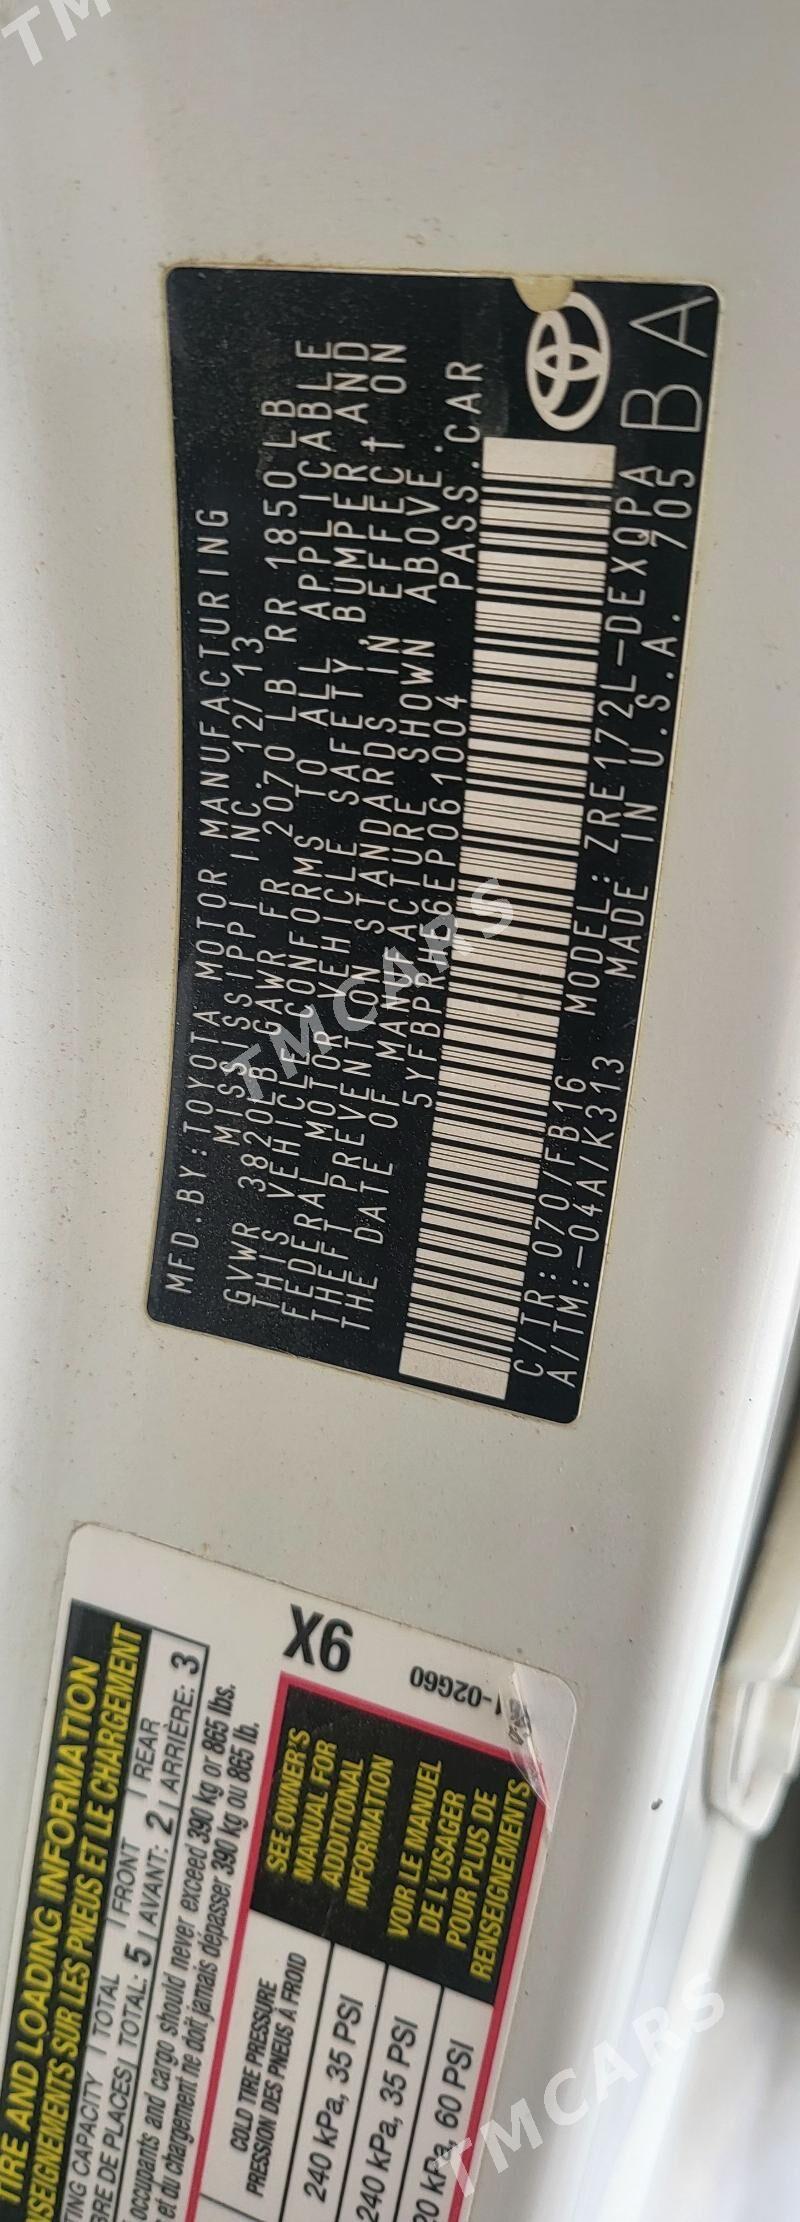 MFD.BY:TOYOTA MOTOR MANUFACTURING
MISSISSIPPI INC. 12/13
GVWR 3820LB GAWR FR 2070 LB RR 1850 LB
THIS VEHICLE CONFORMS TO ALL APPLICABLE
FEDERAL MOTOR VEHICLE SAFETY, BUMPER AND
THEFT PREVENTION STANDARDS IN EFFECT ON
THE DATE OF MANUFACTURE SHOWN ABOVE.
PASS.CAR
C/TR:070/FB16 MODEL:ZRE172L-DEXQPA
A/TM:-04A/K313 MADE IN U.S.A. 705
BA
TIRE AND LOADING INFORMATION
SUR LES PNEUS ET LE CHARGEMENT
CAPACITY TOTAL FRONT REAR
DE PLACES TOTAL: 5 AVANT: 2 ARRIÈRE: 3
occupants and cargo should never exceed 390 kg or 865 lbs.
et du chargement ne doit jamais dépasser 390 kg ou 865 lb.
9X
COLD TIRE PRESSURE
PRESSION DES PNEUS À FROID
240 kPa, 35 PSI
240 kPa, 35 PSI
kPa, 60 PSI
SEE OWNER'S
MANUAL FOR
ADDITIONAL
INFORMATION
VOIR LE MANUEL
DE L'USAGER
POUR PLUS DE
RENSEIGNEMENTS
TMCARS
TMCARS